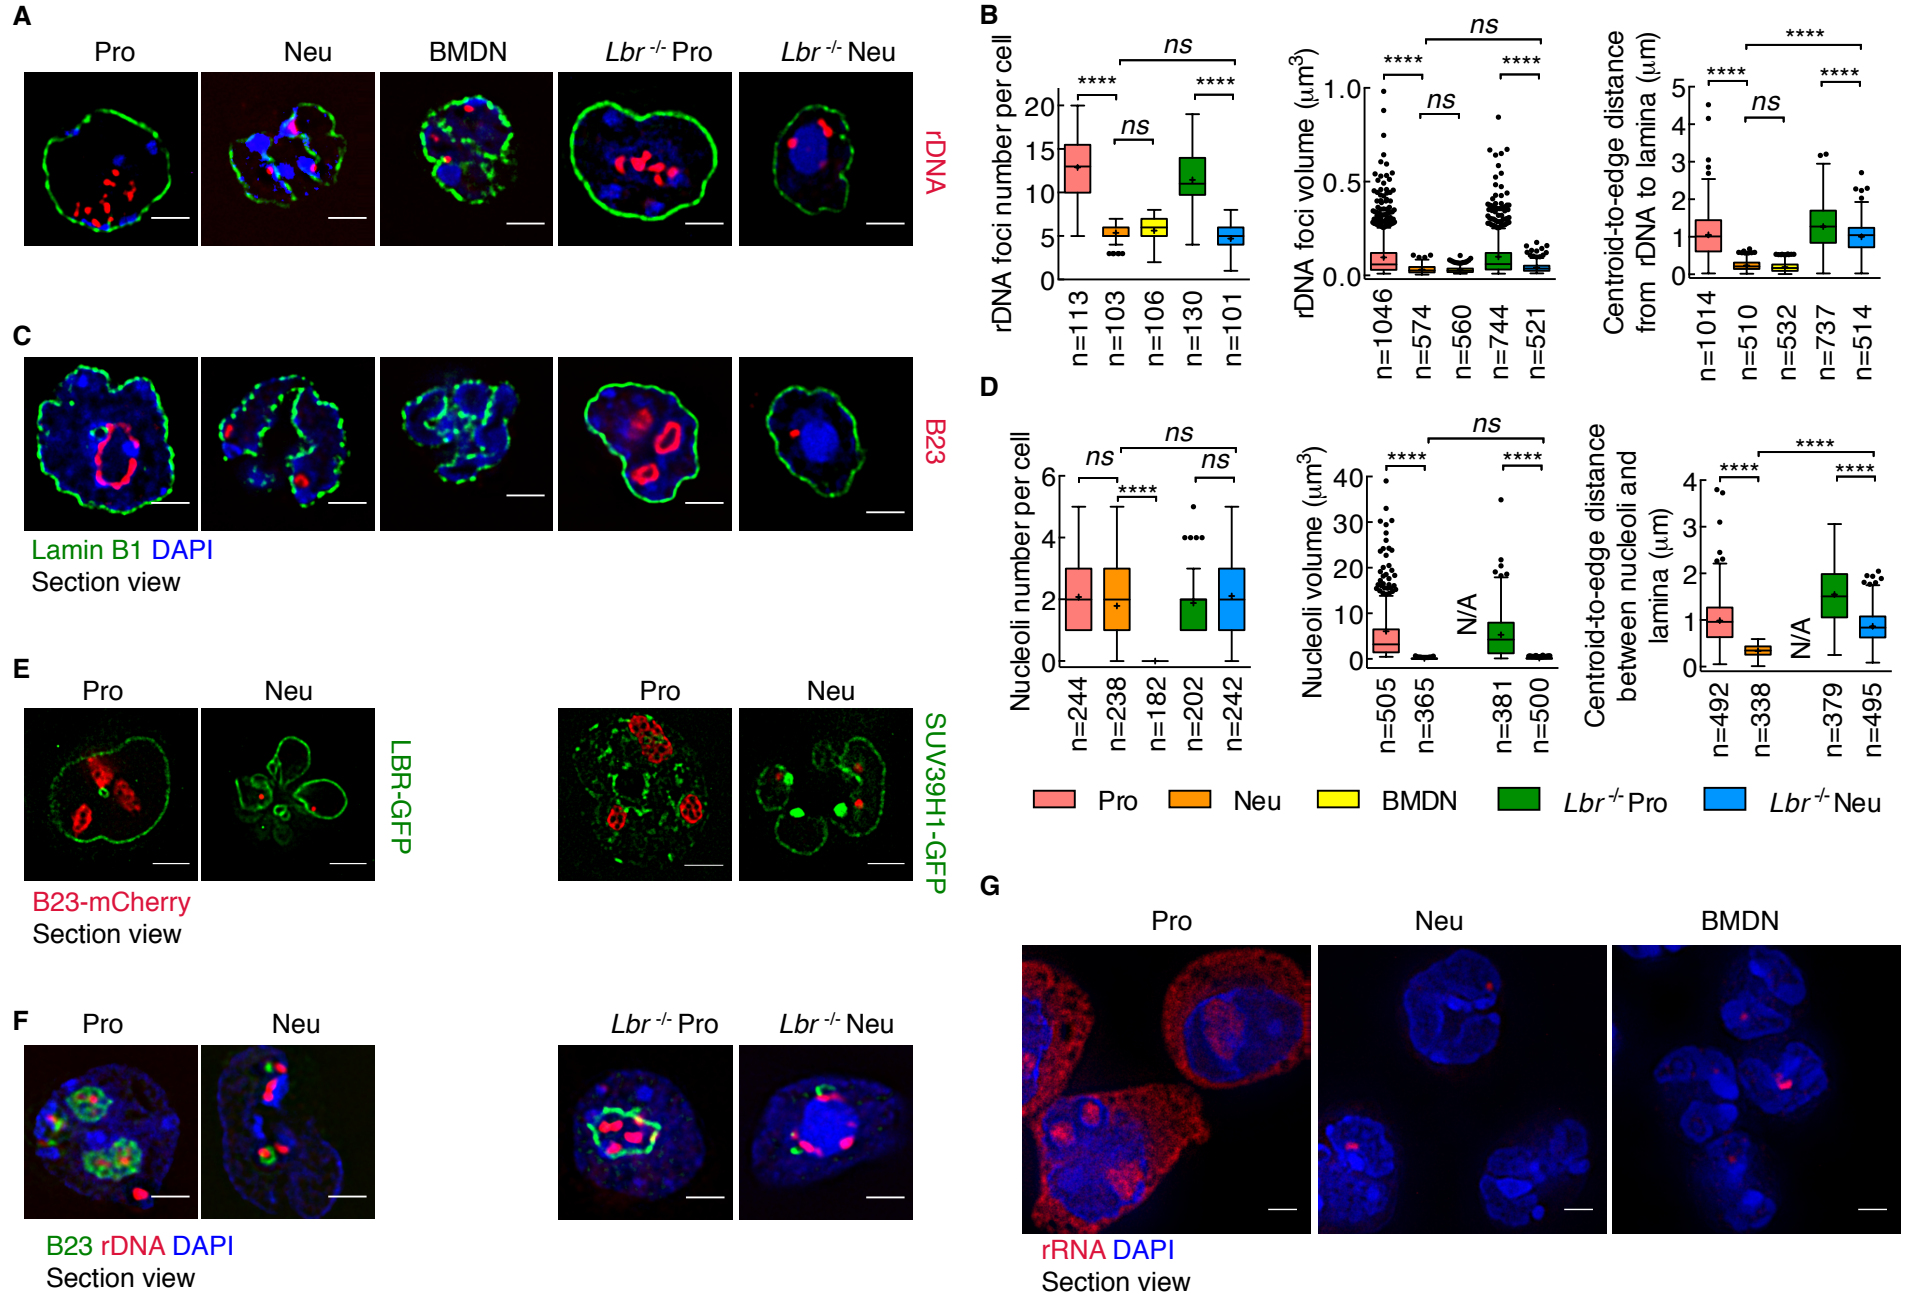 A
Pro Neu BMDN Lbr -/- Pro Lbr -/- Neu
rDNA
B
rDNA foci number per cell
20
15
10
5
0
**** ns **** ns
n=113 n=103 n=106 n=130 n=101
rDNA foci volume (μm3)
1.0
0.5
0.0
**** ns **** ns
n=1046 n=574 n=560 n=744 n=521
Centroid-to-edge distance
from rDNA to lamina (μm)
5
4
3
2
1
0
**** ns **** ****
n=1014 n=510 n=532 n=737 n=514
C
B23
Lamin B1 DAPI
Section view
D
Nucleoli number per cell
6
4
2
0
ns **** ns ns
n=244 n=238 n=182 n=202 n=242
Nucleoli volume (μm3)
40
30
20
10
0
**** ns ****
N/A
n=505 n=365 n=381 n=500
Centroid-to-edge distance
between nucleoli and
lamina (μm)
4
3
2
1
0
**** **** ****
N/A
n=492 n=338 n=379 n=495
Pro Neu BMDN Lbr -/- Pro Lbr -/- Neu
E
Pro Neu Pro Neu
LBR-GFP
SUV39H1-GFP
B23-mCherry
Section view
F
Pro Neu Lbr -/- Pro Lbr -/- Neu
B23 rDNA DAPI
Section view
G
Pro Neu BMDN
rRNA DAPI
Section view